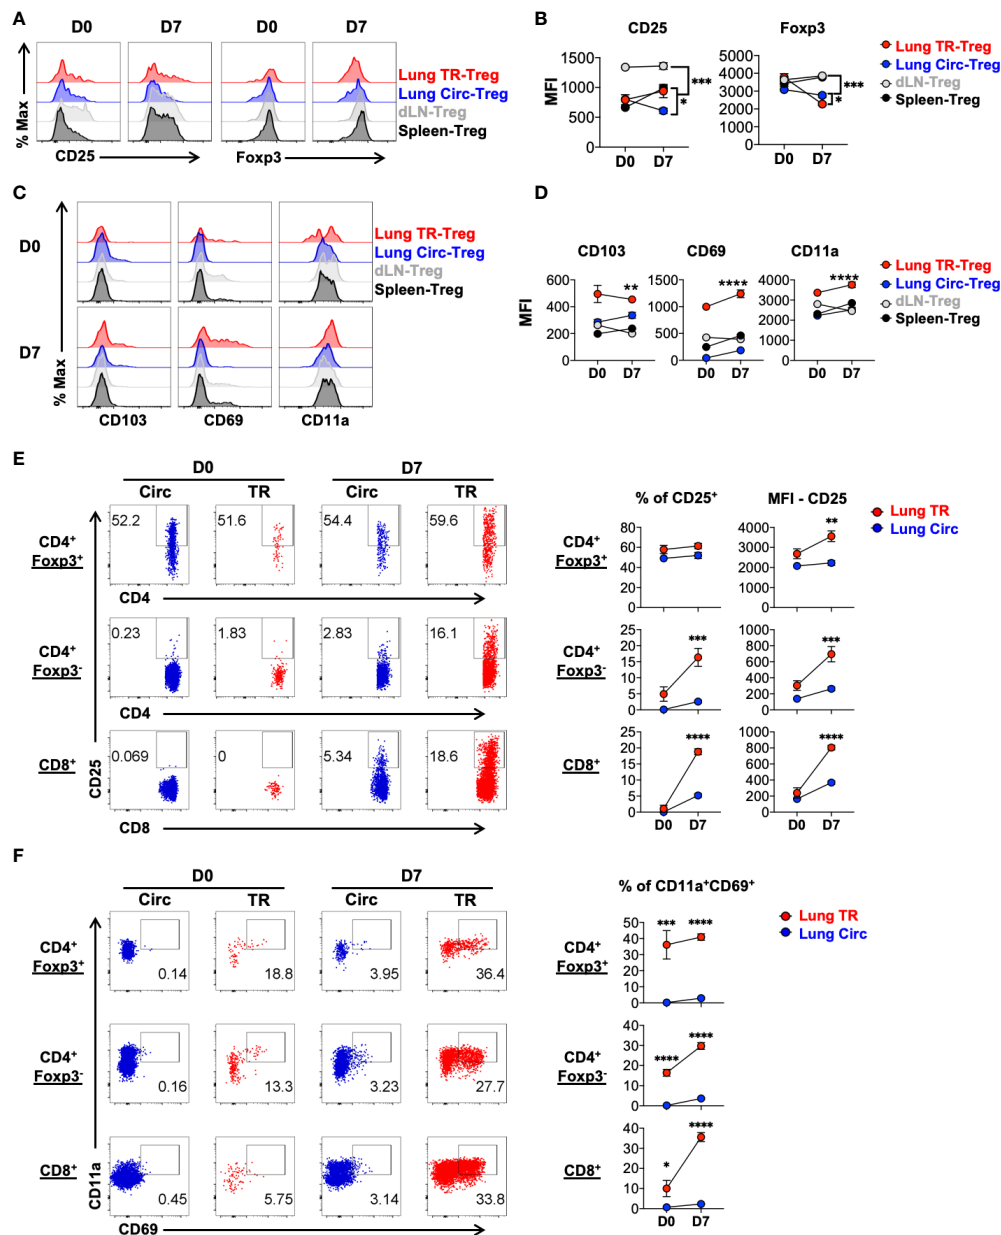 A
D0 D7 D0 D7
% Max
Lung TR-Treg
Lung Circ-Treg
dLN-Treg
Spleen-Treg
CD25 Foxp3
B
CD25 Foxp3
MFI
1500
1000
500
0
***
*
D0 D7
5000
4000
3000
2000
1000
0
***
*
D0 D7
Lung TR-Treg
Lung Circ-Treg
dLN-Treg
Spleen-Treg
C
D0
D7
% Max
Lung TR-Treg
Lung Circ-Treg
dLN-Treg
Spleen-Treg
CD103 CD69 CD11a
D
CD103 CD69 CD11a
MFI
600
400
200
0
**
D0 D7
1500
1000
500
0
****
D0 D7
4000
3000
2000
1000
0
****
D0 D7
Lung TR-Treg
Lung Circ-Treg
dLN-Treg
Spleen-Treg
E
D0 D7
Circ TR Circ TR
CD4+
Foxp3+
52.2 51.6 54.4 59.6
CD4
CD4+
Foxp3-
0.23 1.83 2.83 16.1
CD4
CD8+
0.069 0 5.34 18.6
CD25
CD8
% of CD25+ MFI - CD25
Lung TR
Lung Circ
CD4+
Foxp3+
80
60
40
20
0
4000
3000
2000
1000
0
**
CD4+
Foxp3-
25
20
15
10
5
0
***
1000
800
600
400
200
0
***
CD8+
25
20
15
10
5
0
****
D0 D7
1000
800
600
400
200
0
****
D0 D7
F
D0 D7
Circ TR Circ TR
CD4+
Foxp3+
0.14 18.8 3.95 36.4
CD4+
Foxp3-
0.16 13.3 3.23 27.7
CD8+
0.45 5.75 3.14 33.8
CD11a
CD69
% of CD11a+CD69+
Lung TR
Lung Circ
CD4+
Foxp3+
50
40
30
20
10
0
*** ****
CD4+
Foxp3-
40
30
20
10
0
**** ****
CD8+
40
30
20
10
0
* ****
D0 D7